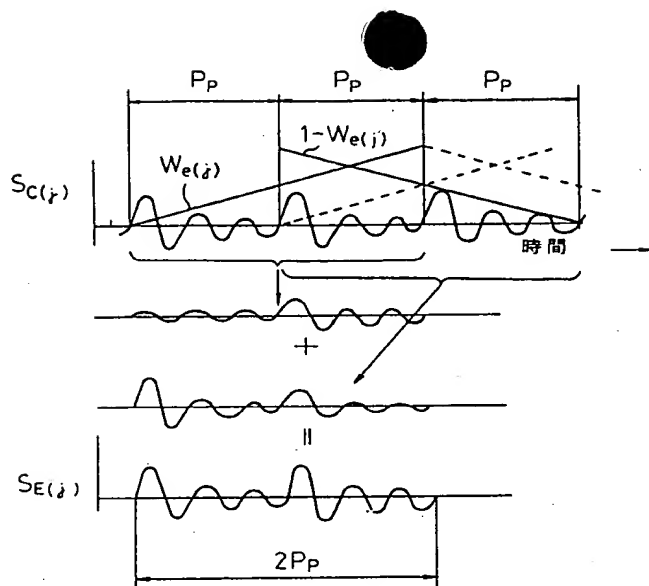 P_P P_P P_P
1-W_e(j)
W_e(j)
S_C(j)
時間
+
=
S_E(j)
2P_P